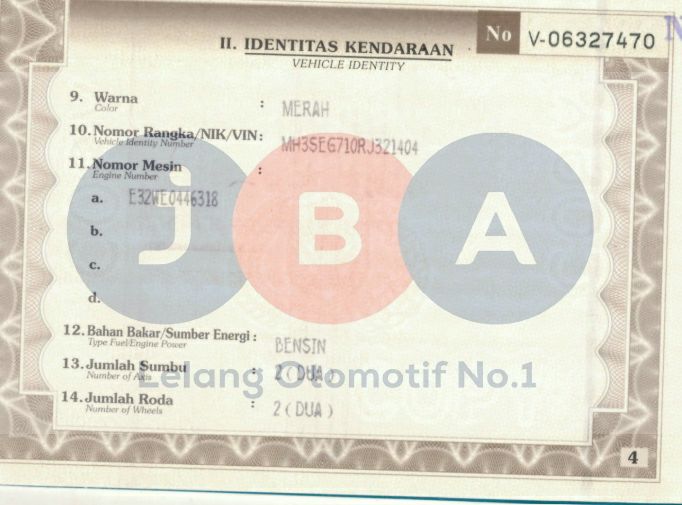 No V-06327470
II. IDENTITAS KENDARAAN
VEHICLE IDENTITY
9. Warna : MERAH
Color
10. Nomor Rangka/NIK/VIN : MH3SEG710RJ321404
Vehicle Identity Number
11. Nomor Mesin :
Engine Number
a. E32WE0446318
b.
c.
d.
JBA
12. Bahan Bakar/Sumber Energi : BENSIN
Type Fuel/Engine Power
13. Jumlah Sumbu : 2 ( DUA )
Number of Axis
Lelang Otomotif No.1
14. Jumlah Roda : 2 ( DUA )
Number of Wheels
4